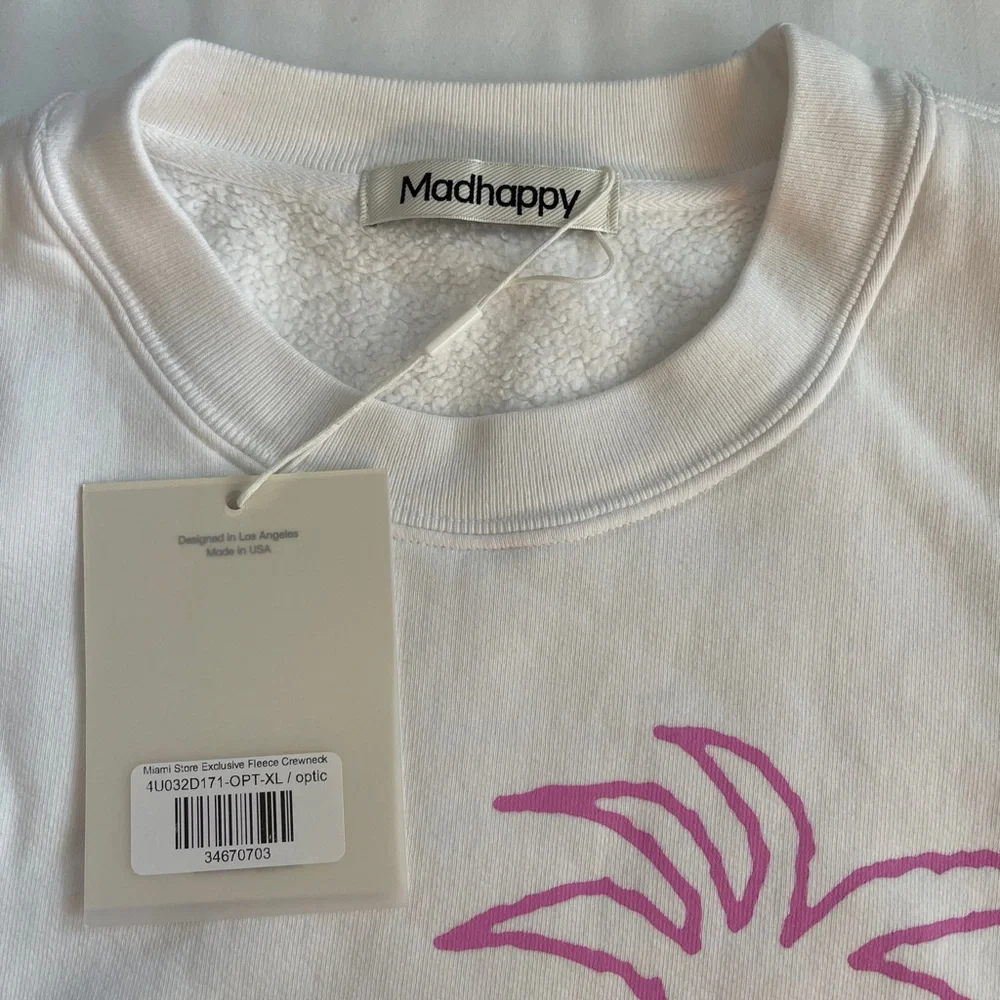 Madhappy
Designed in Los Angeles
Made in USA
Miami Store Exclusive Fleece Crewneck
4U032D171-OPT-XL / optic
34670703